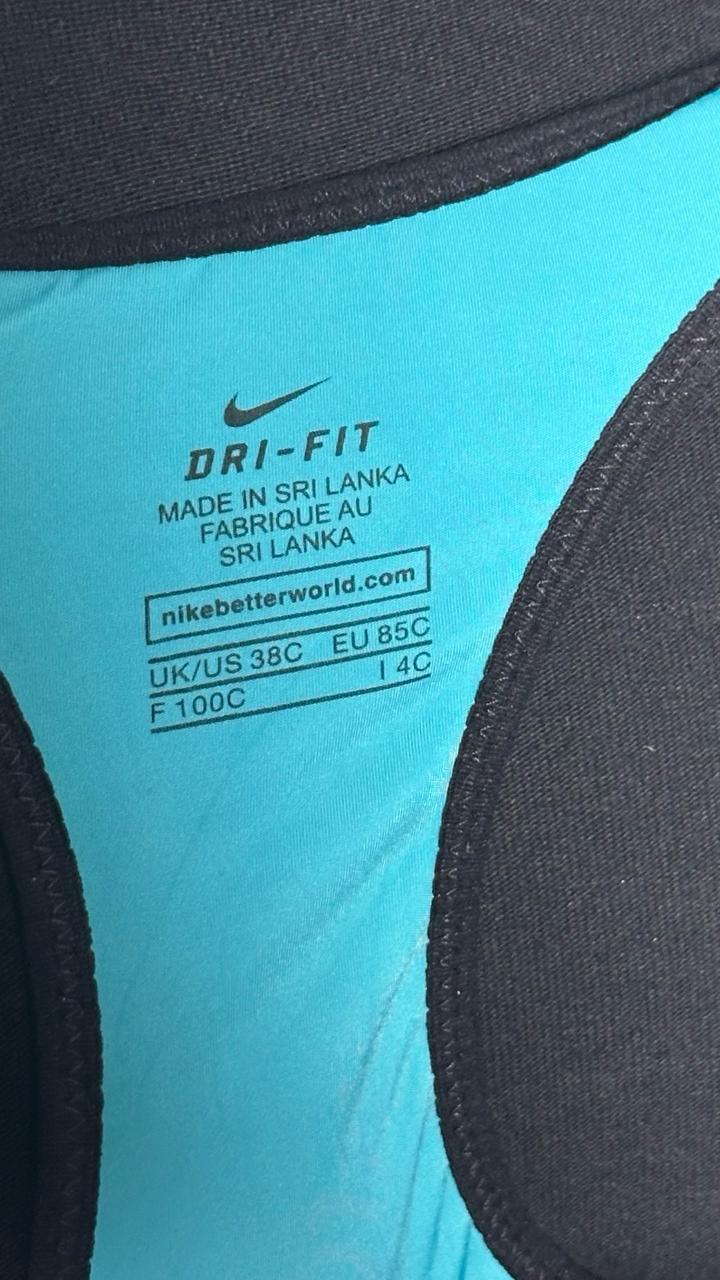 DRI-FIT
MADE IN SRI LANKA
FABRIQUE AU
SRI LANKA
nikebetterworld.com
UK/US 38C EU 85C
F 100C I 4C